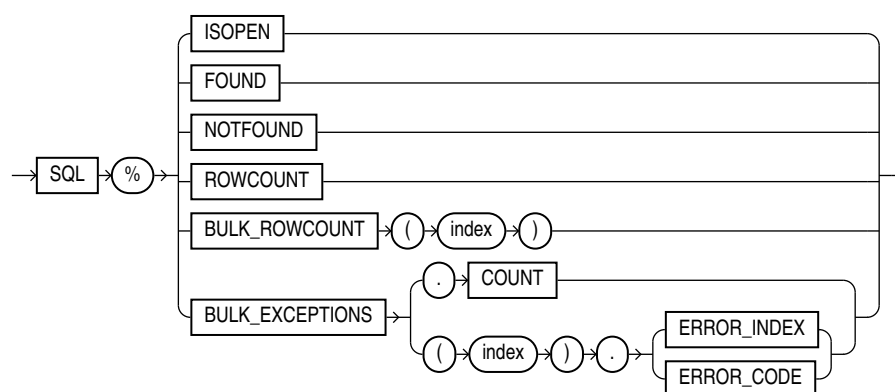 ISOPEN
FOUND
NOTFOUND
SQL % ROWCOUNT
BULK_ROWCOUNT ( index )
. COUNT
BULK_EXCEPTIONS
ERROR_INDEX
( index ) .
ERROR_CODE